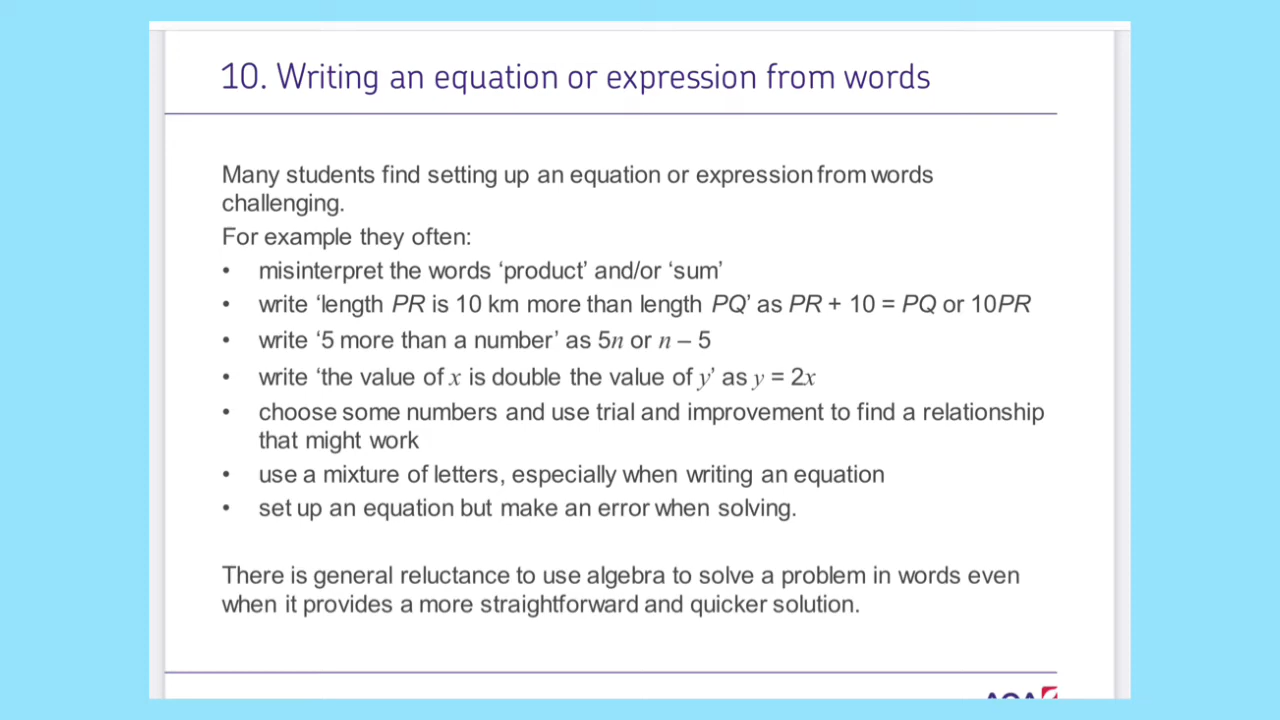 10. Writing an equation or expression from words
Many students find setting up an equation or expression from words
challenging.
For example they often:
• misinterpret the words ‘product’ and/or ‘sum’
• write ‘length PR is 10 km more than length PQ’ as PR + 10 = PQ or 10PR
• write ‘5 more than a number’ as 5n or n – 5
• write ‘the value of x is double the value of y’ as y = 2x
• choose some numbers and use trial and improvement to find a relationship
that might work
• use a mixture of letters, especially when writing an equation
• set up an equation but make an error when solving.
There is general reluctance to use algebra to solve a problem in words even
when it provides a more straightforward and quicker solution.
AQA